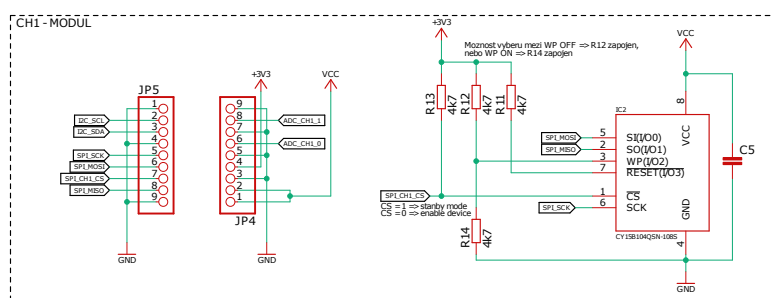 CH1 - MODUL
JP5
1
2
3
4
5
6
7
8
9
I2C_SCL
I2C_SDA
SPI_SCK
SPI_MOSI
SPI_CH1_CS
SPI_MISO
GND
+3V3
VCC
9
8
7
6
5
4
3
2
1
JP4
ADC_CH1_1
ADC_CH1_0
GND
+3V3
Moznost vyberu mezi WP OFF => R12 zapojen,
nebo WP ON => R14 zapojen
R13
4k7
R12
4k7
R11
4k7
R14
4k7
SPI_CH1_CS
CS = 1 => stanby mode
CS = 0 => enable device
SPI_MOSI
SPI_MISO
SPI_SCK
IC2
5
2
3
7
1
6
8
4
SI(I/O0)
SO(I/O1)
WP(I/O2)
RESET(I/O3)
CS
SCK
VCC
GND
CY15B104QSN-108S
VCC
C5
GND